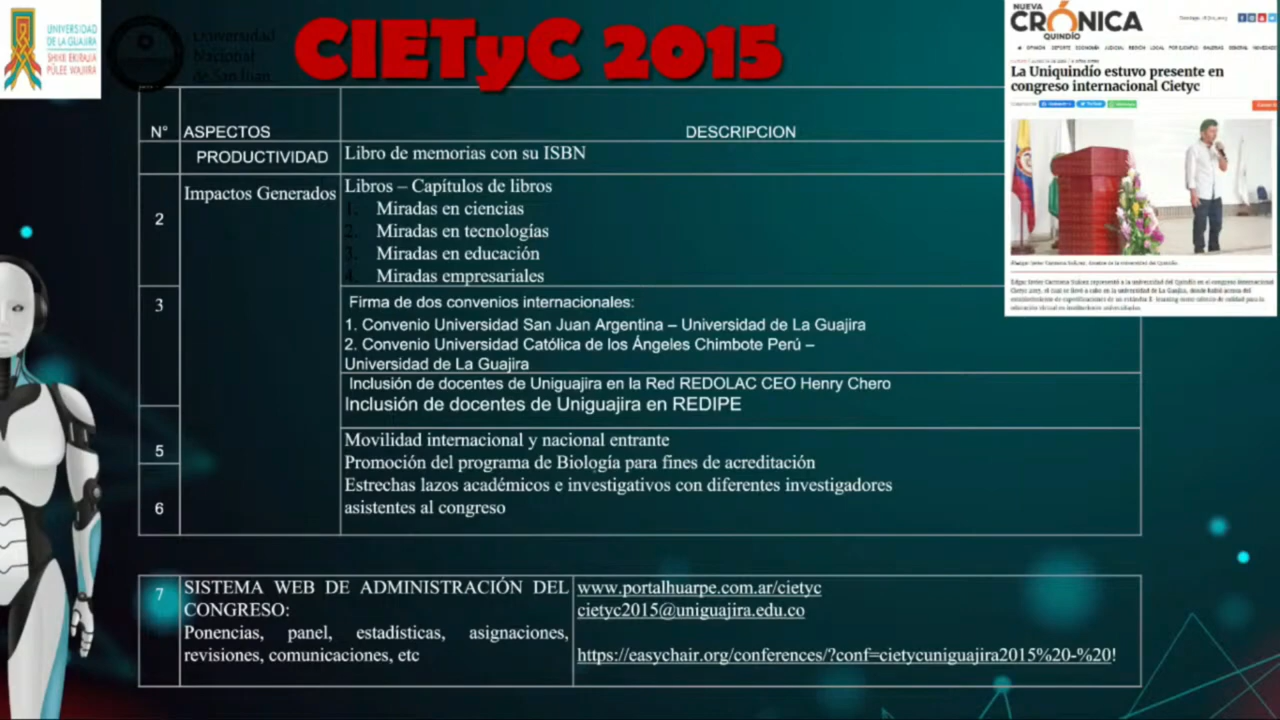 UNIVERSIDAD
DE LA GUAJIRA
SHIKII EKIRAJIA
PÜLEE WAJIIRA
Universidad
Nacional
de San Juan
CIETyC 2015
NUEVA
CRÓNICA
QUINDÍO
La Uniquindío estuvo presente en
congreso internacional Cietyc
N° ASPECTOS DESCRIPCION
PRODUCTIVIDAD Libro de memorias con su ISBN
2 Impactos Generados Libros – Capítulos de libros
1. Miradas en ciencias
2. Miradas en tecnologías
3. Miradas en educación
4. Miradas empresariales
3 Firma de dos convenios internacionales:
1. Convenio Universidad San Juan Argentina – Universidad de La Guajira
2. Convenio Universidad Católica de los Ángeles Chimbote Perú –
Universidad de La Guajira
Inclusión de docentes de Uniguajira en la Red REDOLAC CEO Henry Chero
Inclusión de docentes de Uniguajira en REDIPE
5 Movilidad internacional y nacional entrante
Promoción del programa de Biología para fines de acreditación
6 Estrechas lazos académicos e investigativos con diferentes investigadores
asistentes al congreso
7 SISTEMA WEB DE ADMINISTRACIÓN DEL
CONGRESO:
Ponencias, panel, estadísticas, asignaciones,
revisiones, comunicaciones, etc
www.portalhuarpe.com.ar/cietyc
cietyc2015@uniguajira.edu.co
https://easychair.org/conferences/?conf=cietycuniguajira2015%20-%20!